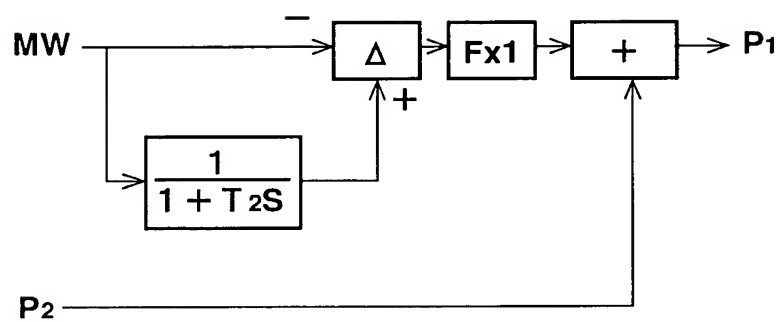 −
MW Δ Fx1 + P1
+
1
1 + T2S
P2